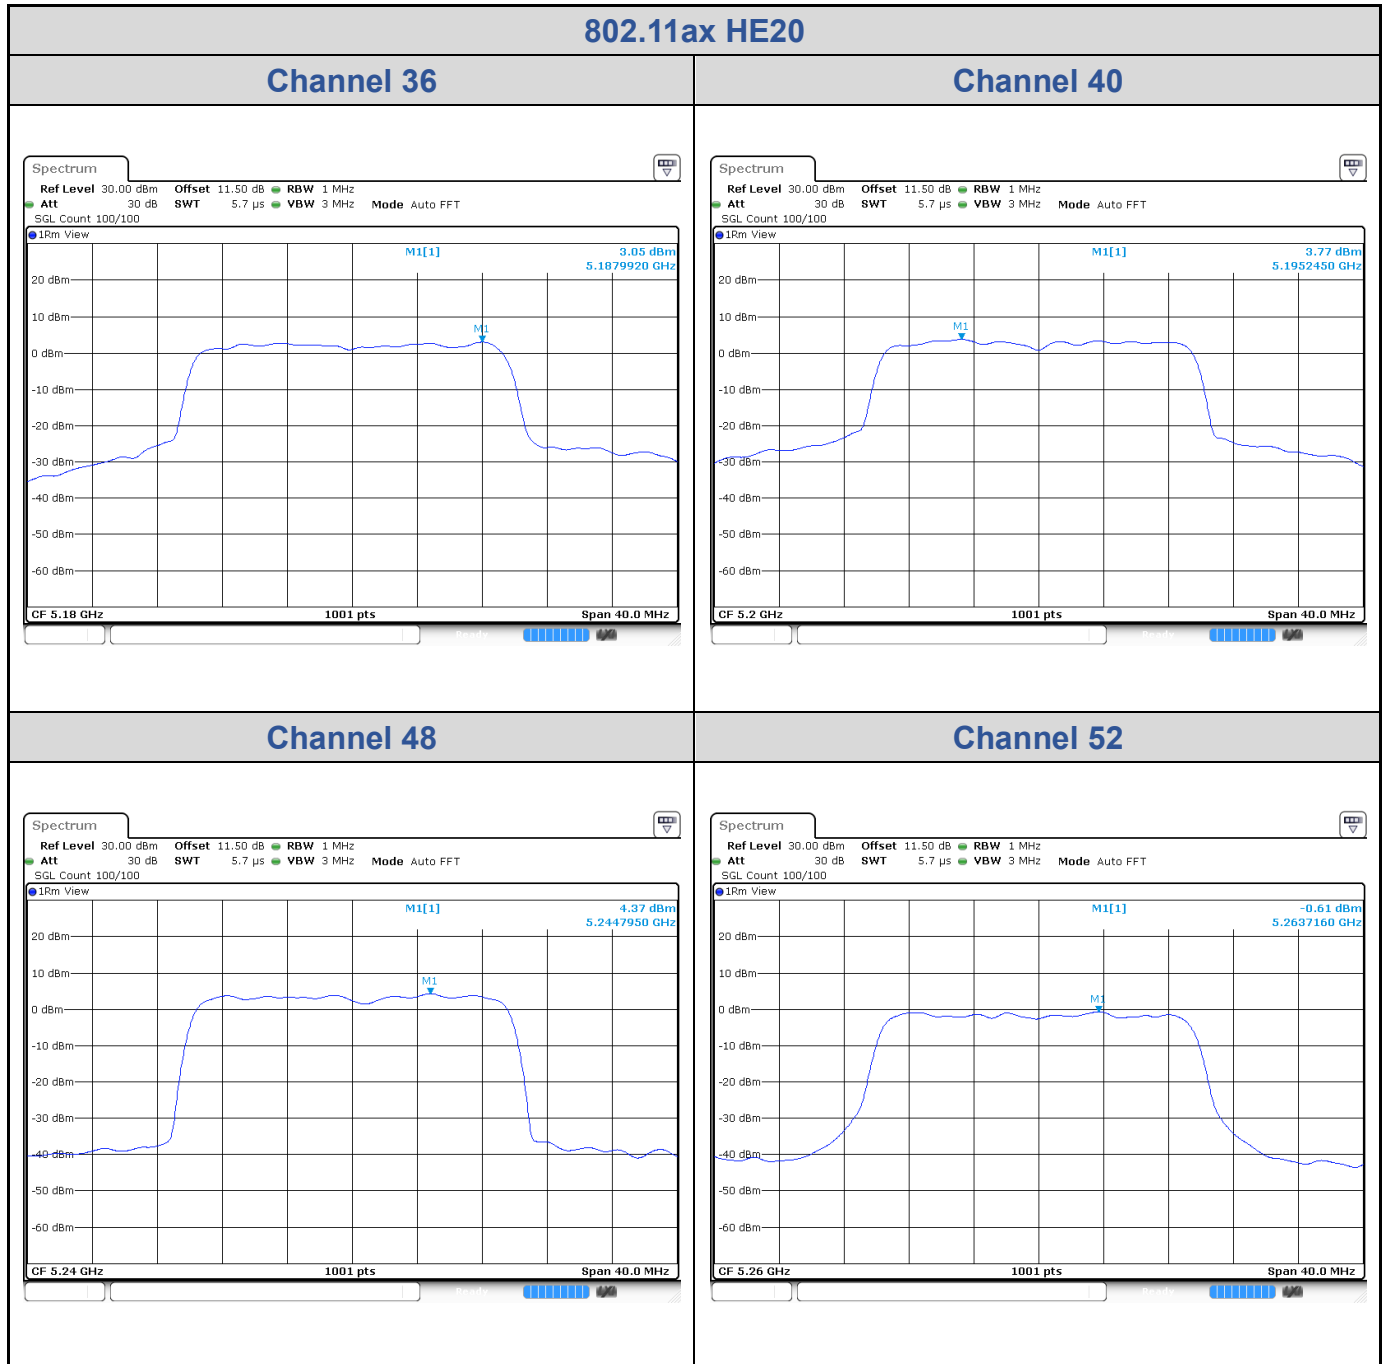 802.11ax HE20
Channel 36
Channel 40
Spectrum
Ref Level 30.00 dBm Offset 11.50 dB RBW 1 MHz
Att 30 dB SWT 5.7 µs VBW 3 MHz Mode Auto FFT
SGL Count 100/100
1Rm View
M1[1] 3.05 dBm
5.1879920 GHz
20 dBm
10 dBm
M1
0 dBm
-10 dBm
-20 dBm
-30 dBm
-40 dBm
-50 dBm
-60 dBm
CF 5.18 GHz 1001 pts Span 40.0 MHz
Ready
Spectrum
Ref Level 30.00 dBm Offset 11.50 dB RBW 1 MHz
Att 30 dB SWT 5.7 µs VBW 3 MHz Mode Auto FFT
SGL Count 100/100
1Rm View
M1[1] 3.77 dBm
5.1952450 GHz
20 dBm
10 dBm
M1
0 dBm
-10 dBm
-20 dBm
-30 dBm
-40 dBm
-50 dBm
-60 dBm
CF 5.2 GHz 1001 pts Span 40.0 MHz
Ready
Channel 48
Channel 52
Spectrum
Ref Level 30.00 dBm Offset 11.50 dB RBW 1 MHz
Att 30 dB SWT 5.7 µs VBW 3 MHz Mode Auto FFT
SGL Count 100/100
1Rm View
M1[1] 4.37 dBm
5.2447950 GHz
20 dBm
10 dBm
M1
0 dBm
-10 dBm
-20 dBm
-30 dBm
-40 dBm
-50 dBm
-60 dBm
CF 5.24 GHz 1001 pts Span 40.0 MHz
Ready
Spectrum
Ref Level 30.00 dBm Offset 11.50 dB RBW 1 MHz
Att 30 dB SWT 5.7 µs VBW 3 MHz Mode Auto FFT
SGL Count 100/100
1Rm View
M1[1] -0.61 dBm
5.2637160 GHz
20 dBm
10 dBm
M1
0 dBm
-10 dBm
-20 dBm
-30 dBm
-40 dBm
-50 dBm
-60 dBm
CF 5.26 GHz 1001 pts Span 40.0 MHz
Ready